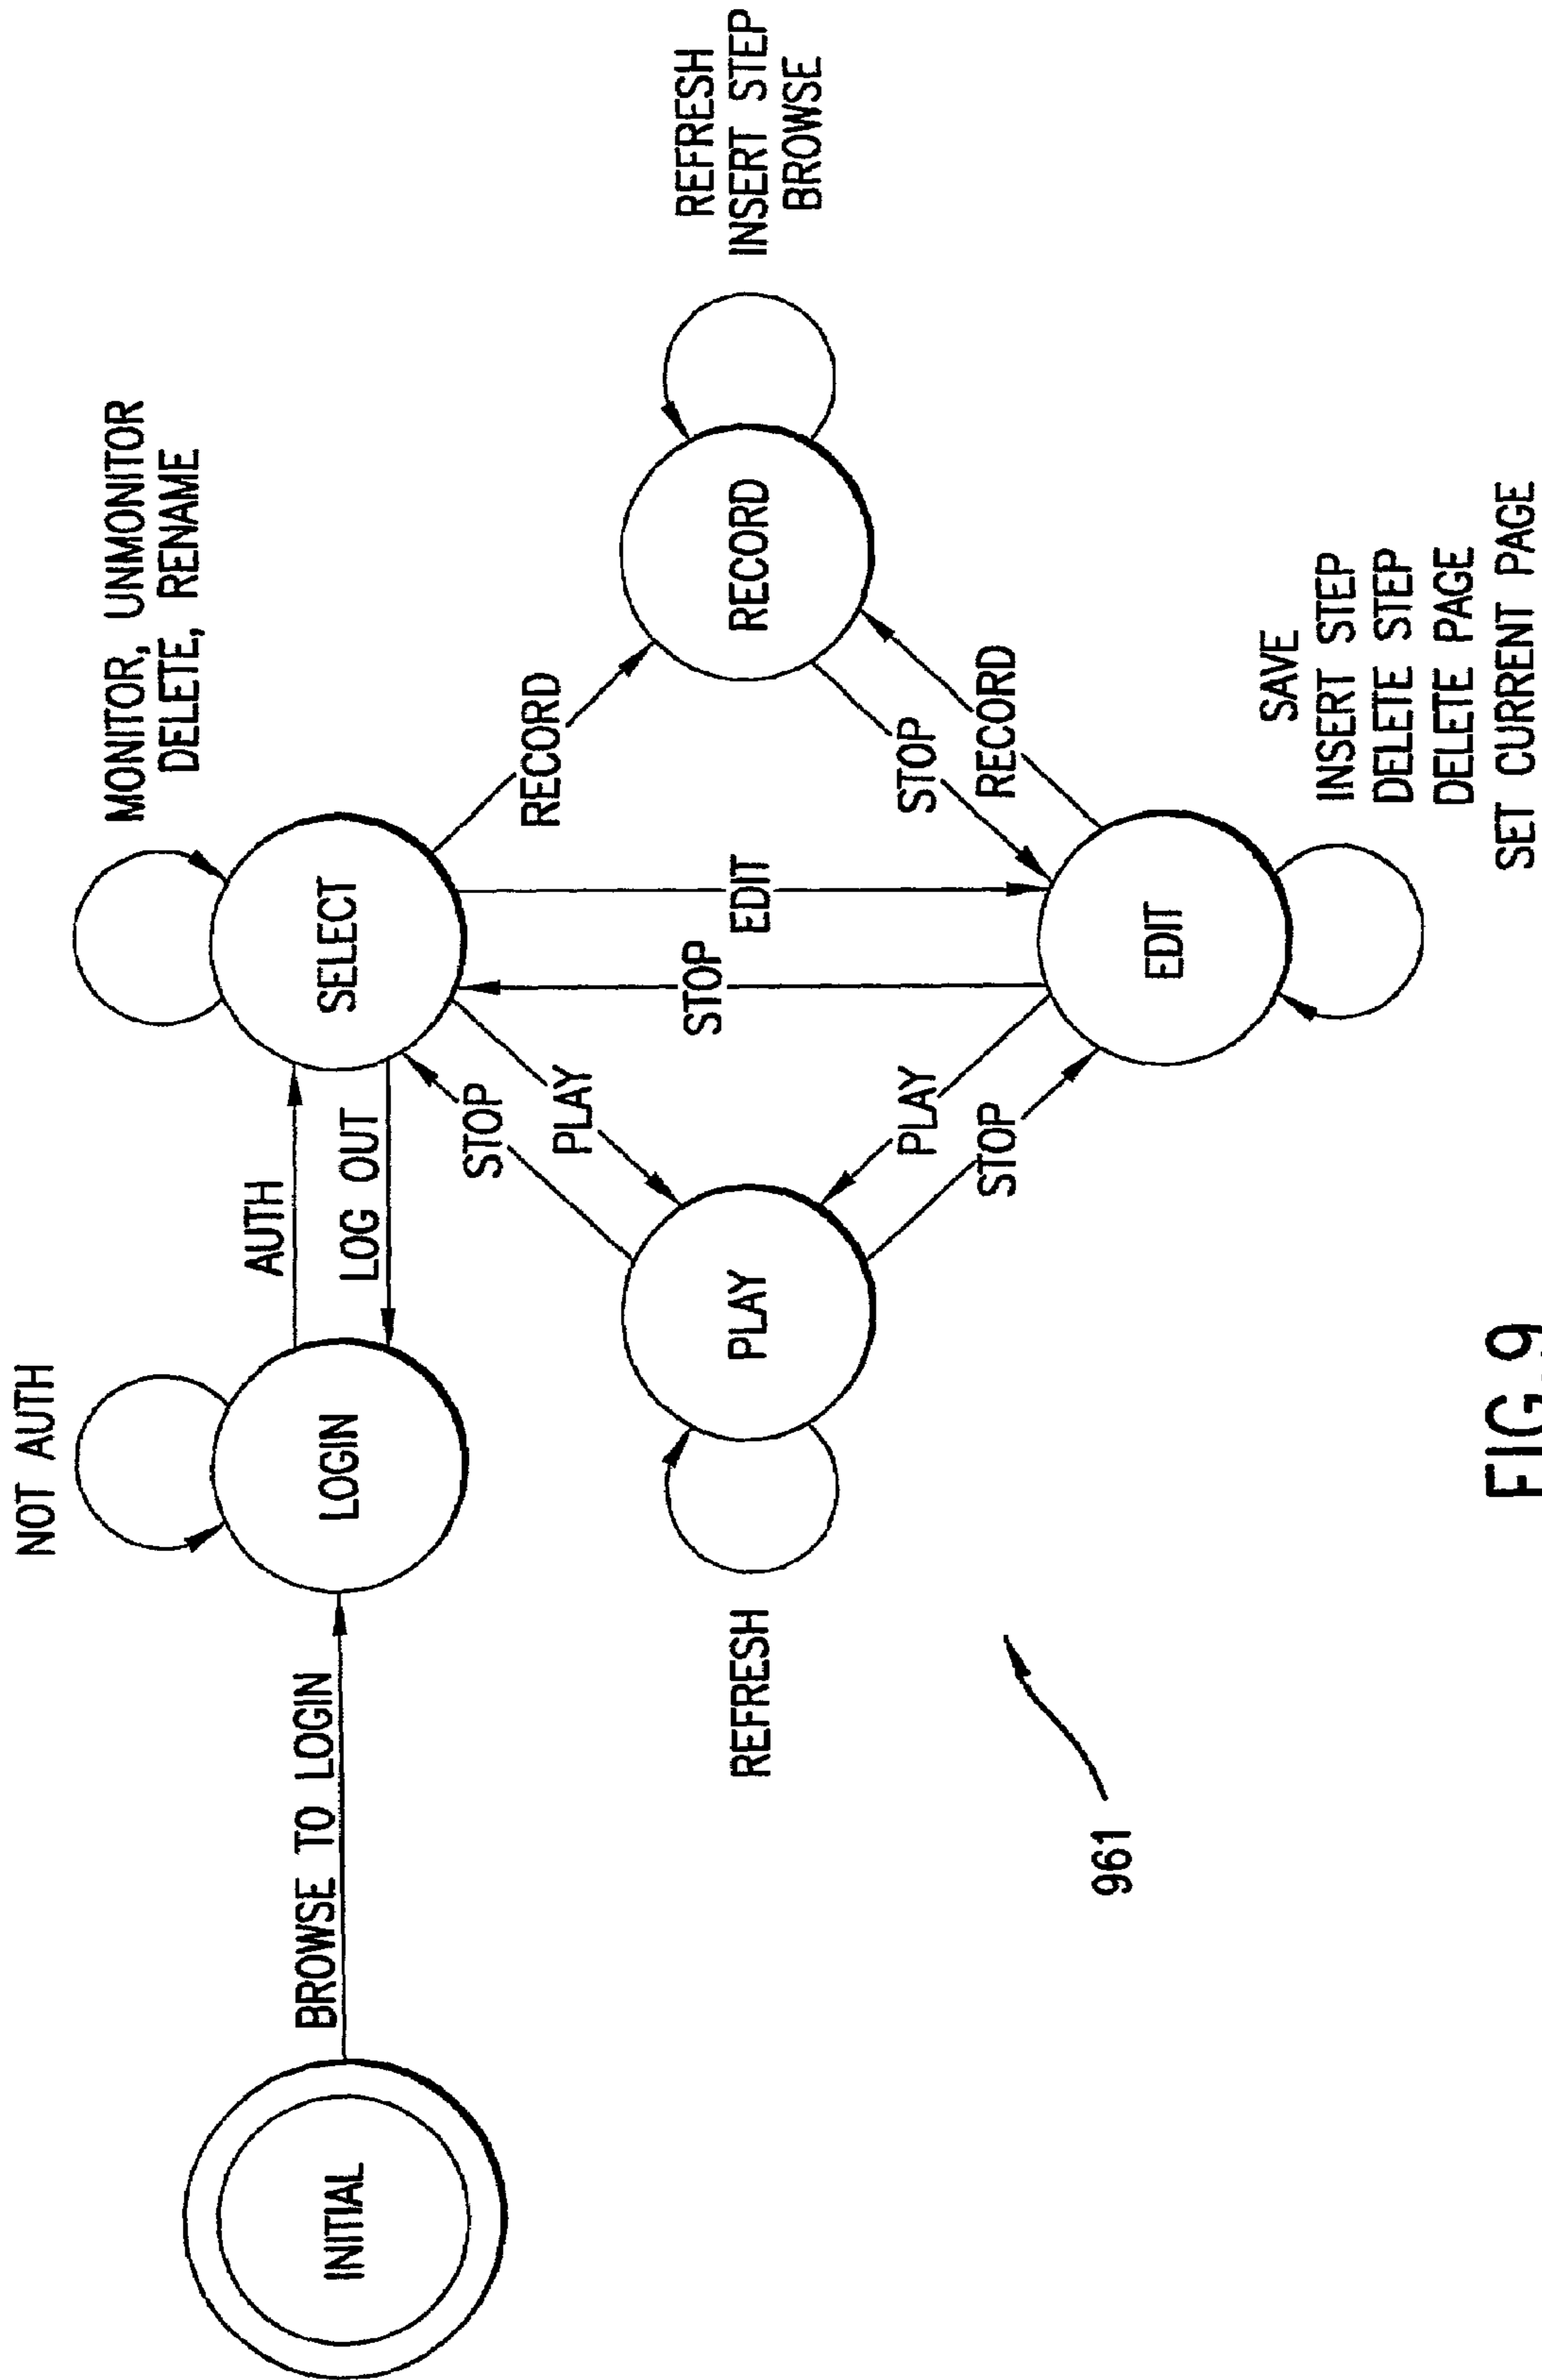 NOT AUTH
MONITOR, UNMONITOR
DELETE, RENAME
BROWSE TO LOGIN
AUTH
LOG OUT
INITIAL
LOGIN
SELECT
STOP
PLAY
RECORD
REFRESH
INSERT STEP
BROWSE
REFRESH
PLAY
STOP
EDIT
RECORD
PLAY
STOP
STOP
RECORD
961
EDIT
SAVE
INSERT STEP
DELETE STEP
DELETE PAGE
SET CURRENT PAGE
FIG.9